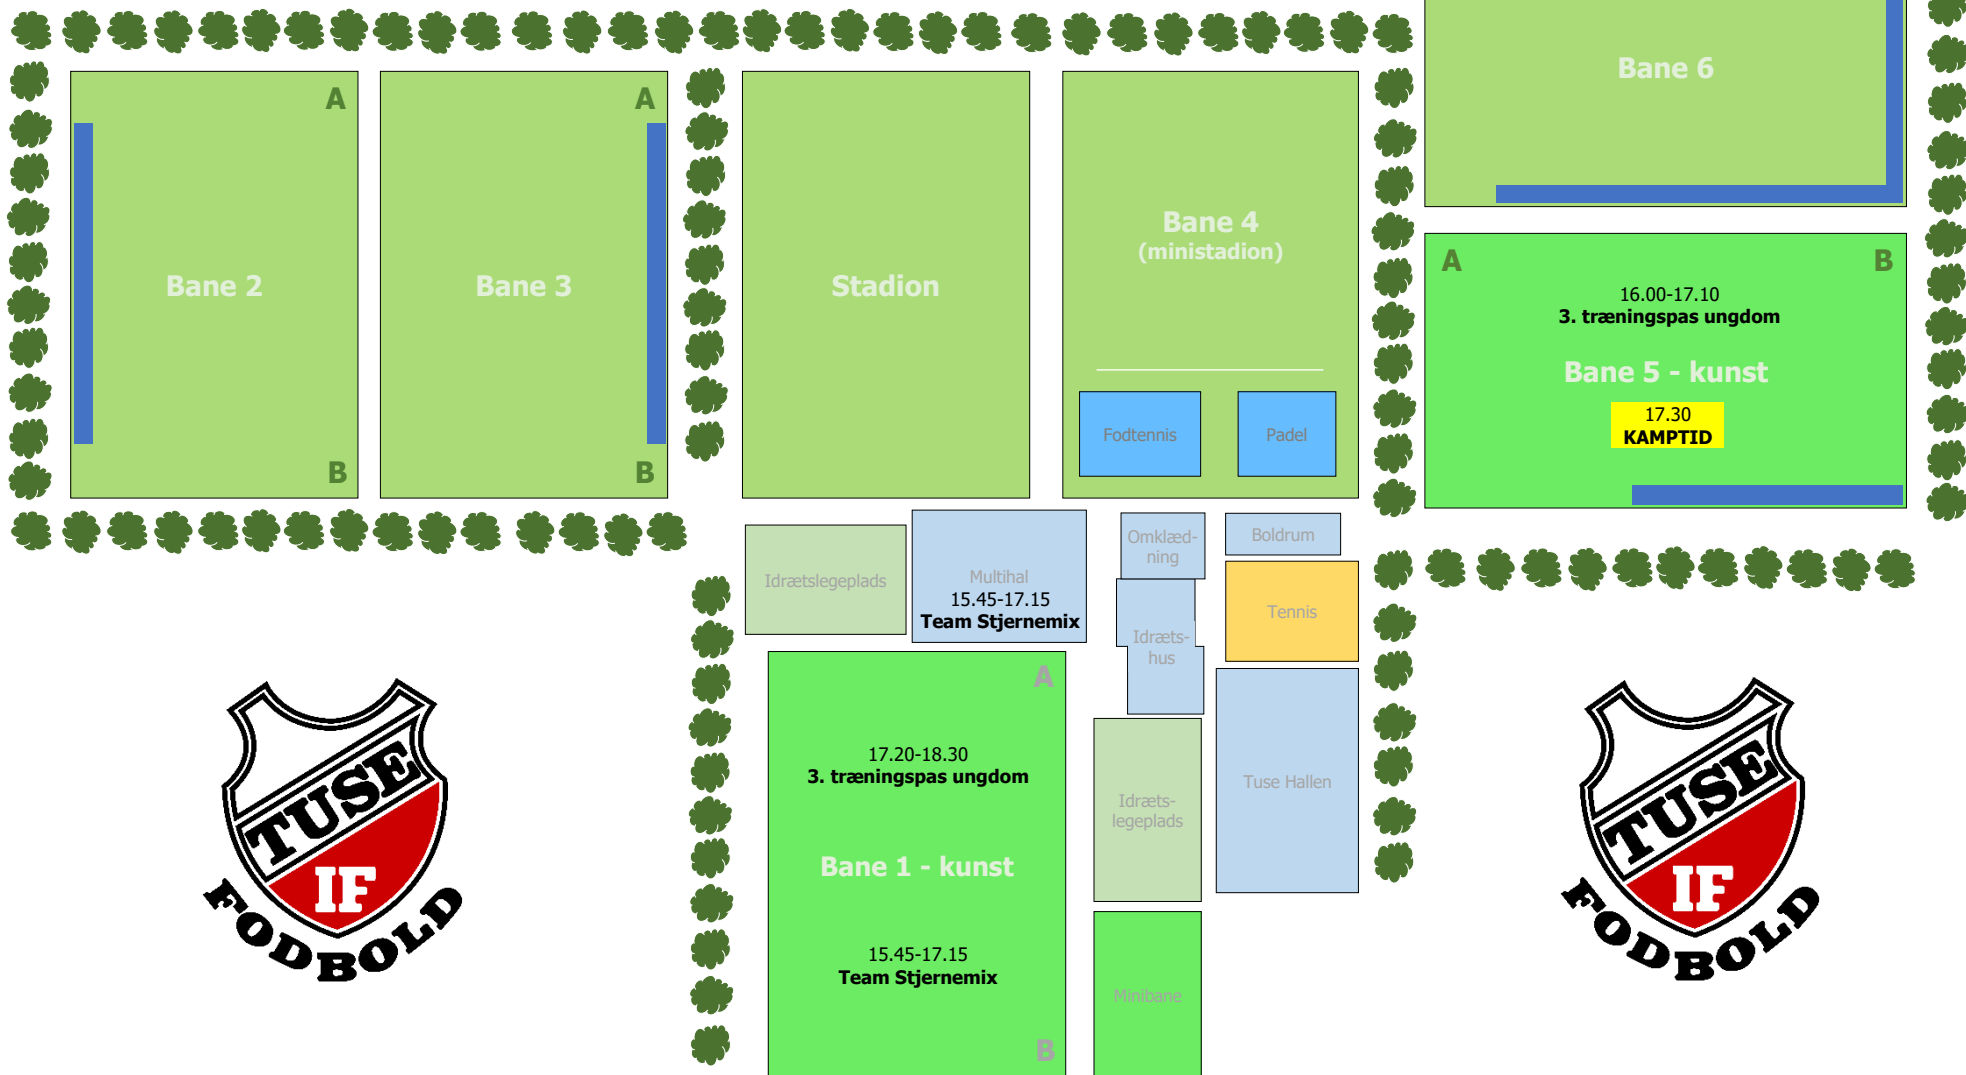 Bane 6
A
A
Bane 2
Bane 3
B
B
Stadion
Bane 4
(ministadion)
Fodtennis
Padel
A
B
16.00-17.10
3. træningspas ungdom
Bane 5 - kunst
17.30
KAMPTID
Idrætslegeplads
Multihal
15.45-17.15
Team Stjernemix
Omklæd-
ning
Boldrum
Idræts-
hus
Tennis
A
17.20-18.30
3. træningspas ungdom
Bane 1 - kunst
15.45-17.15
Team Stjernemix
B
Idræts-
legeplads
Tuse Hallen
Minibane
TUSE
IF
FODBOLD
TUSE
IF
FODBOLD